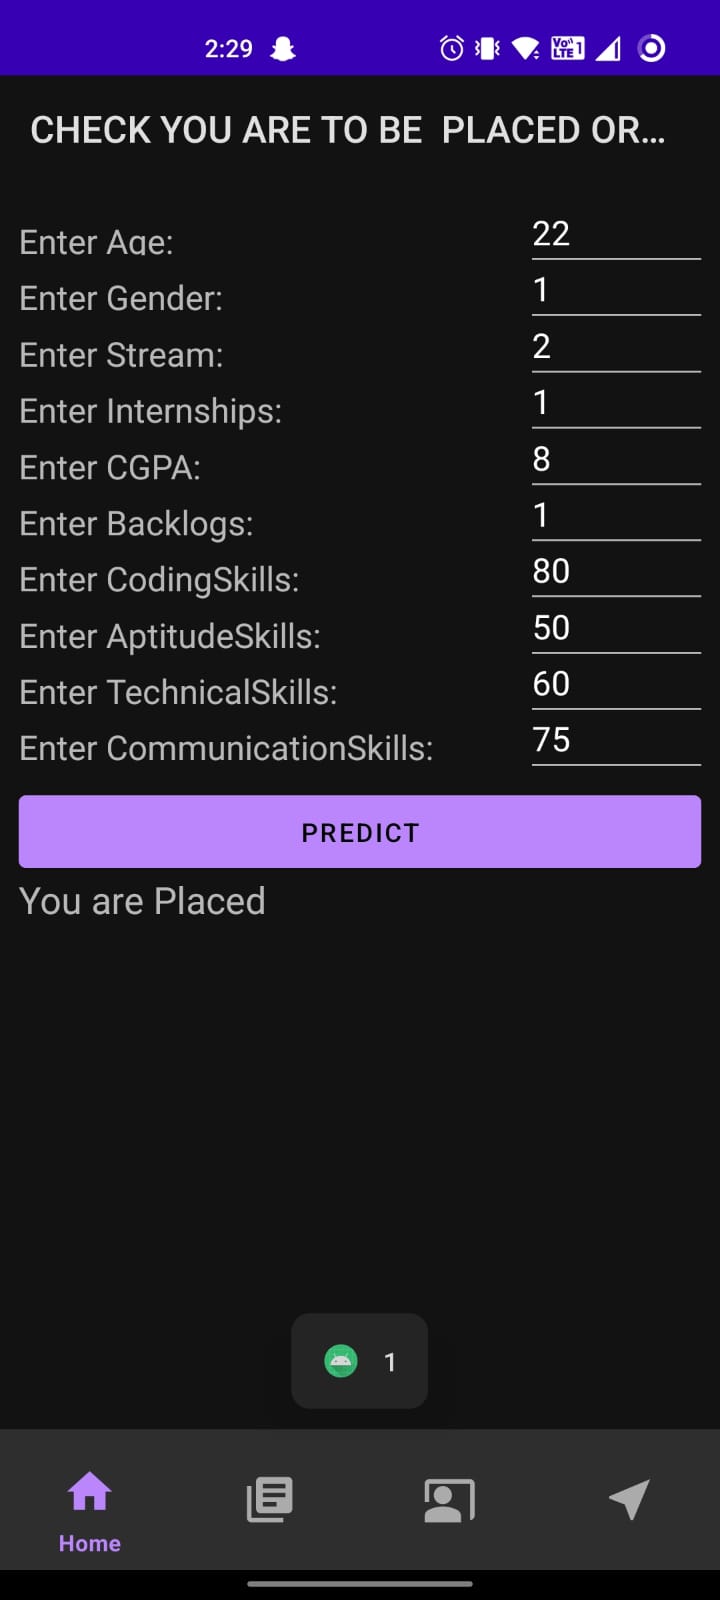 2:29
Vo)) 1
LTE
CHECK YOU ARE TO BE  PLACED OR...
Enter Age: 22
Enter Gender: 1
Enter Stream: 2
Enter Internships: 1
Enter CGPA: 8
Enter Backlogs: 1
Enter CodingSkills: 80
Enter AptitudeSkills: 50
Enter TechnicalSkills: 60
Enter CommunicationSkills: 75
PREDICT
You are Placed
1
Home